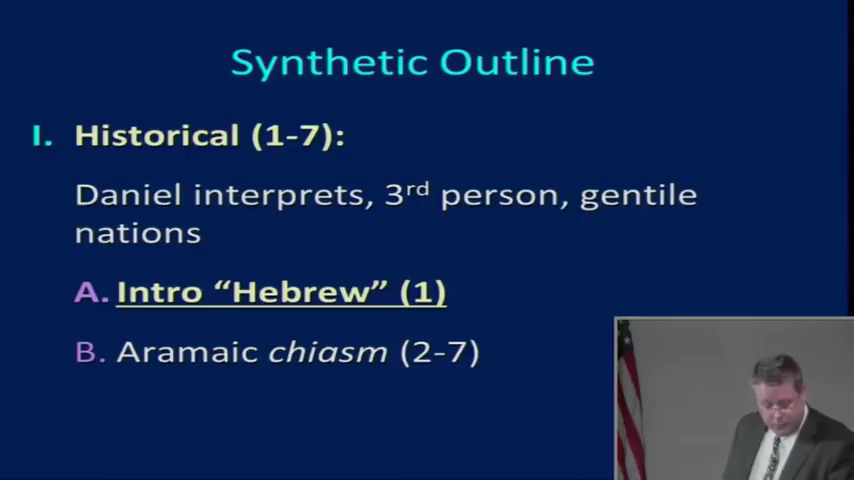 Synthetic Outline
I. Historical (1-7):
Daniel interprets, 3rd person, gentile
nations
A. Intro “Hebrew” (1)
B. Aramaic chiasm (2-7)